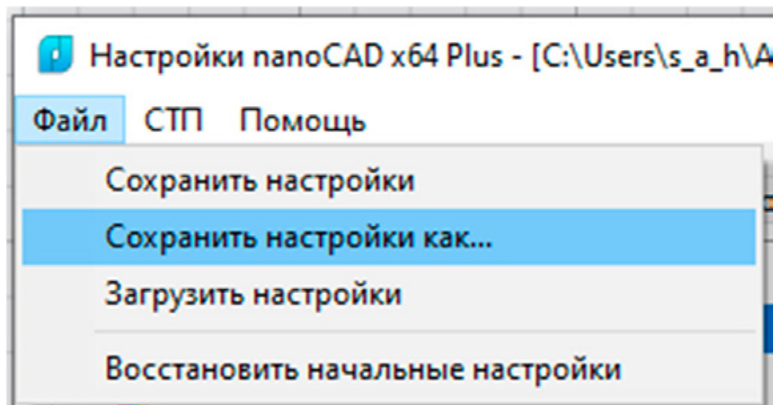 Настройки nanoCAD x64 Plus - [C:\Users\s_a_h\A
Файл СТП Помощь
Сохранить настройки
Сохранить настройки как...
Загрузить настройки
Восстановить начальные настройки